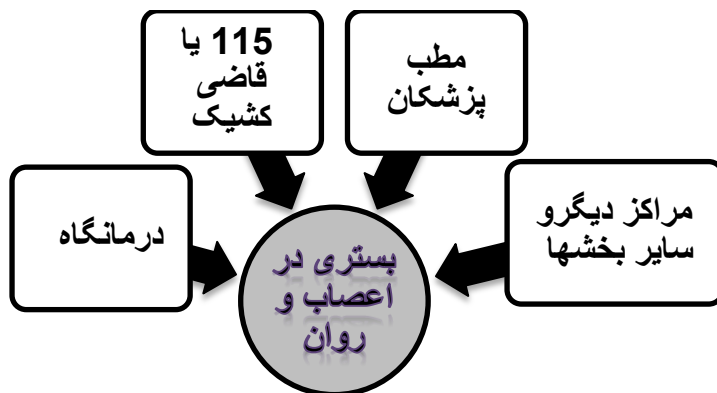 115 یا
قاضی
کشیک
مطب
پزشکان
درمانگاه
مراکز دیگرو
سایر بخشها
بستری در
اعصاب و
روان